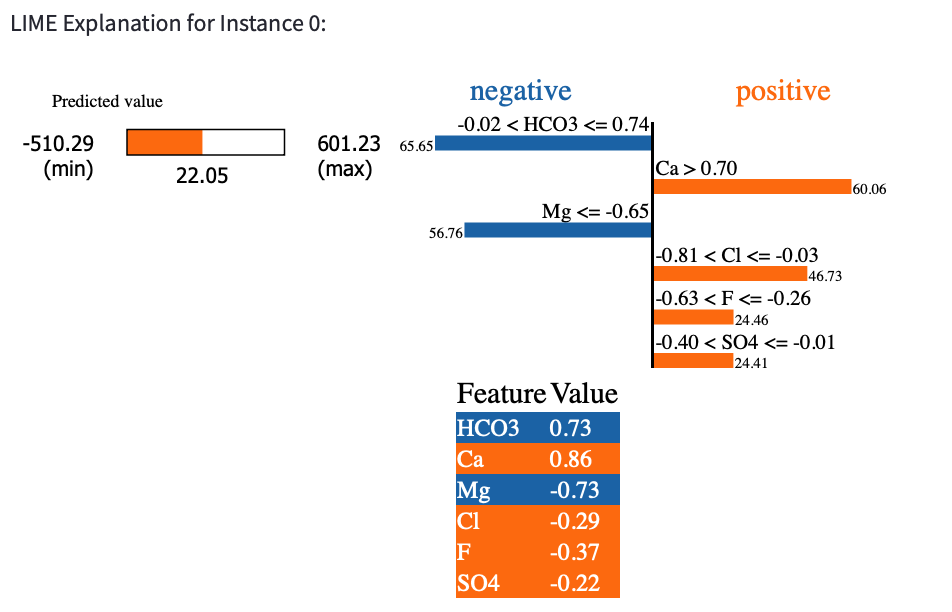 LIME Explanation for Instance 0:
Predicted value
-510.29
(min)
22.05
601.23
(max)
negative
positive
-0.02 < HCO3 <= 0.74
65.65
Ca > 0.70
60.06
Mg <= -0.65
56.76
-0.81 < Cl <= -0.03
46.73
-0.63 < F <= -0.26
24.46
-0.40 < SO4 <= -0.01
24.41
Feature Value
HCO3 0.73
Ca 0.86
Mg -0.73
Cl -0.29
F -0.37
SO4 -0.22